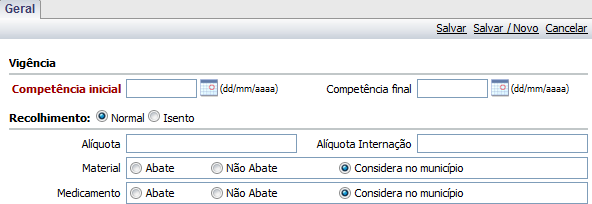 Geral
Salvar Salvar / Novo Cancelar
Vigência
Competência inicial (dd/mm/aaaa) Competência final (dd/mm/aaaa)
Recolhimento: Normal Isento
Alíquota Alíquota Internação
Material Abate Não Abate Considera no município
Medicamento Abate Não Abate Considera no município